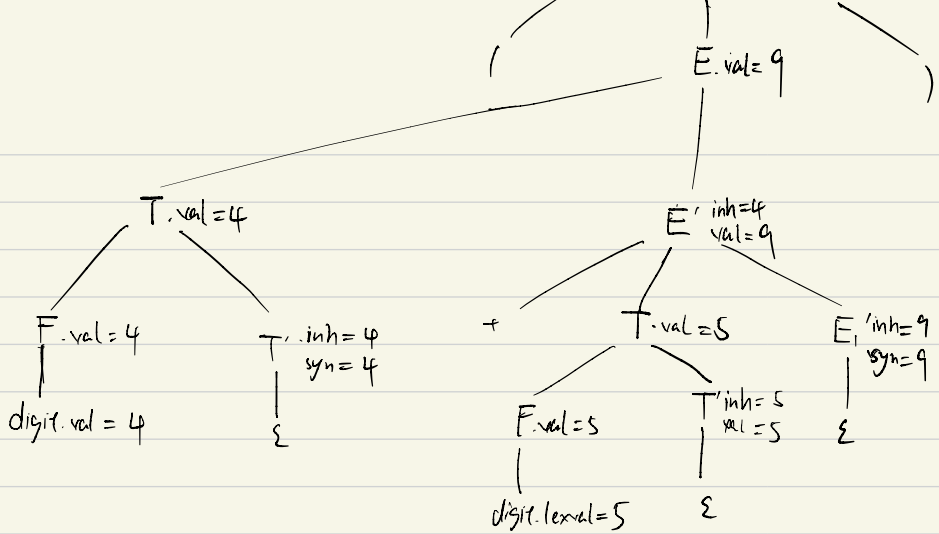 ( E.val=9 )
T.val=4 E' inh=4
val=9
F.val=4 T'.inh=4 + T.val=5 E₁'inh=9
syn=4 syn=9
digit.val=4 ε F.val=5 T'inh=5 ε
val=5
digit.lexval=5 ε